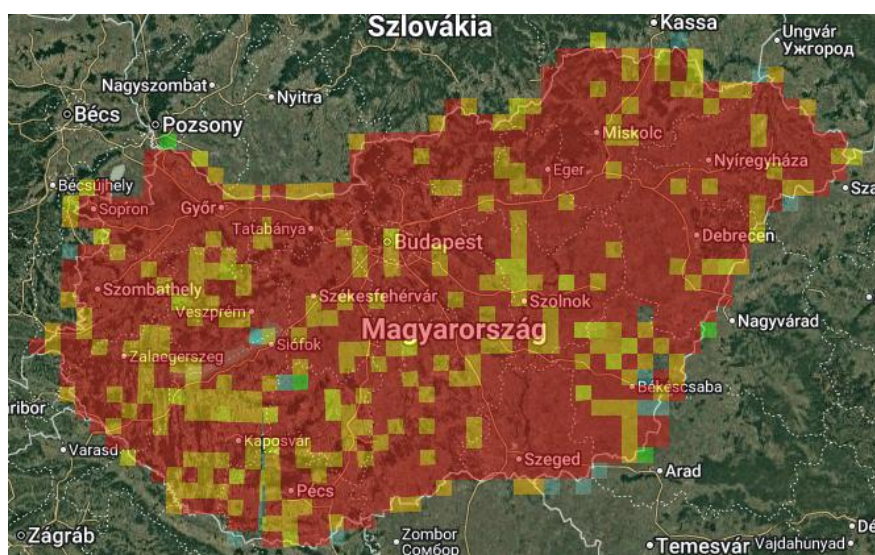 Szlovákia
Kassa
Ungvár
Ужгород
Nagyszombat
Nyitra
Bécs
Pozsony
Miskolc
Nyíregyháza
Eger
Bécsújhely
Sopron
Győr
Tatabánya
Budapest
Debrecen
Szombathely
Székesfehérvár
Szolnok
Veszprém
Magyarország
Nagyvárad
Siófok
Zalaegerszeg
Békéscsaba
Kaposvár
Varasd
Szeged
Arad
Pécs
Zágráb
Zombor
Сомбор
Temesvár
Vajdahunyad